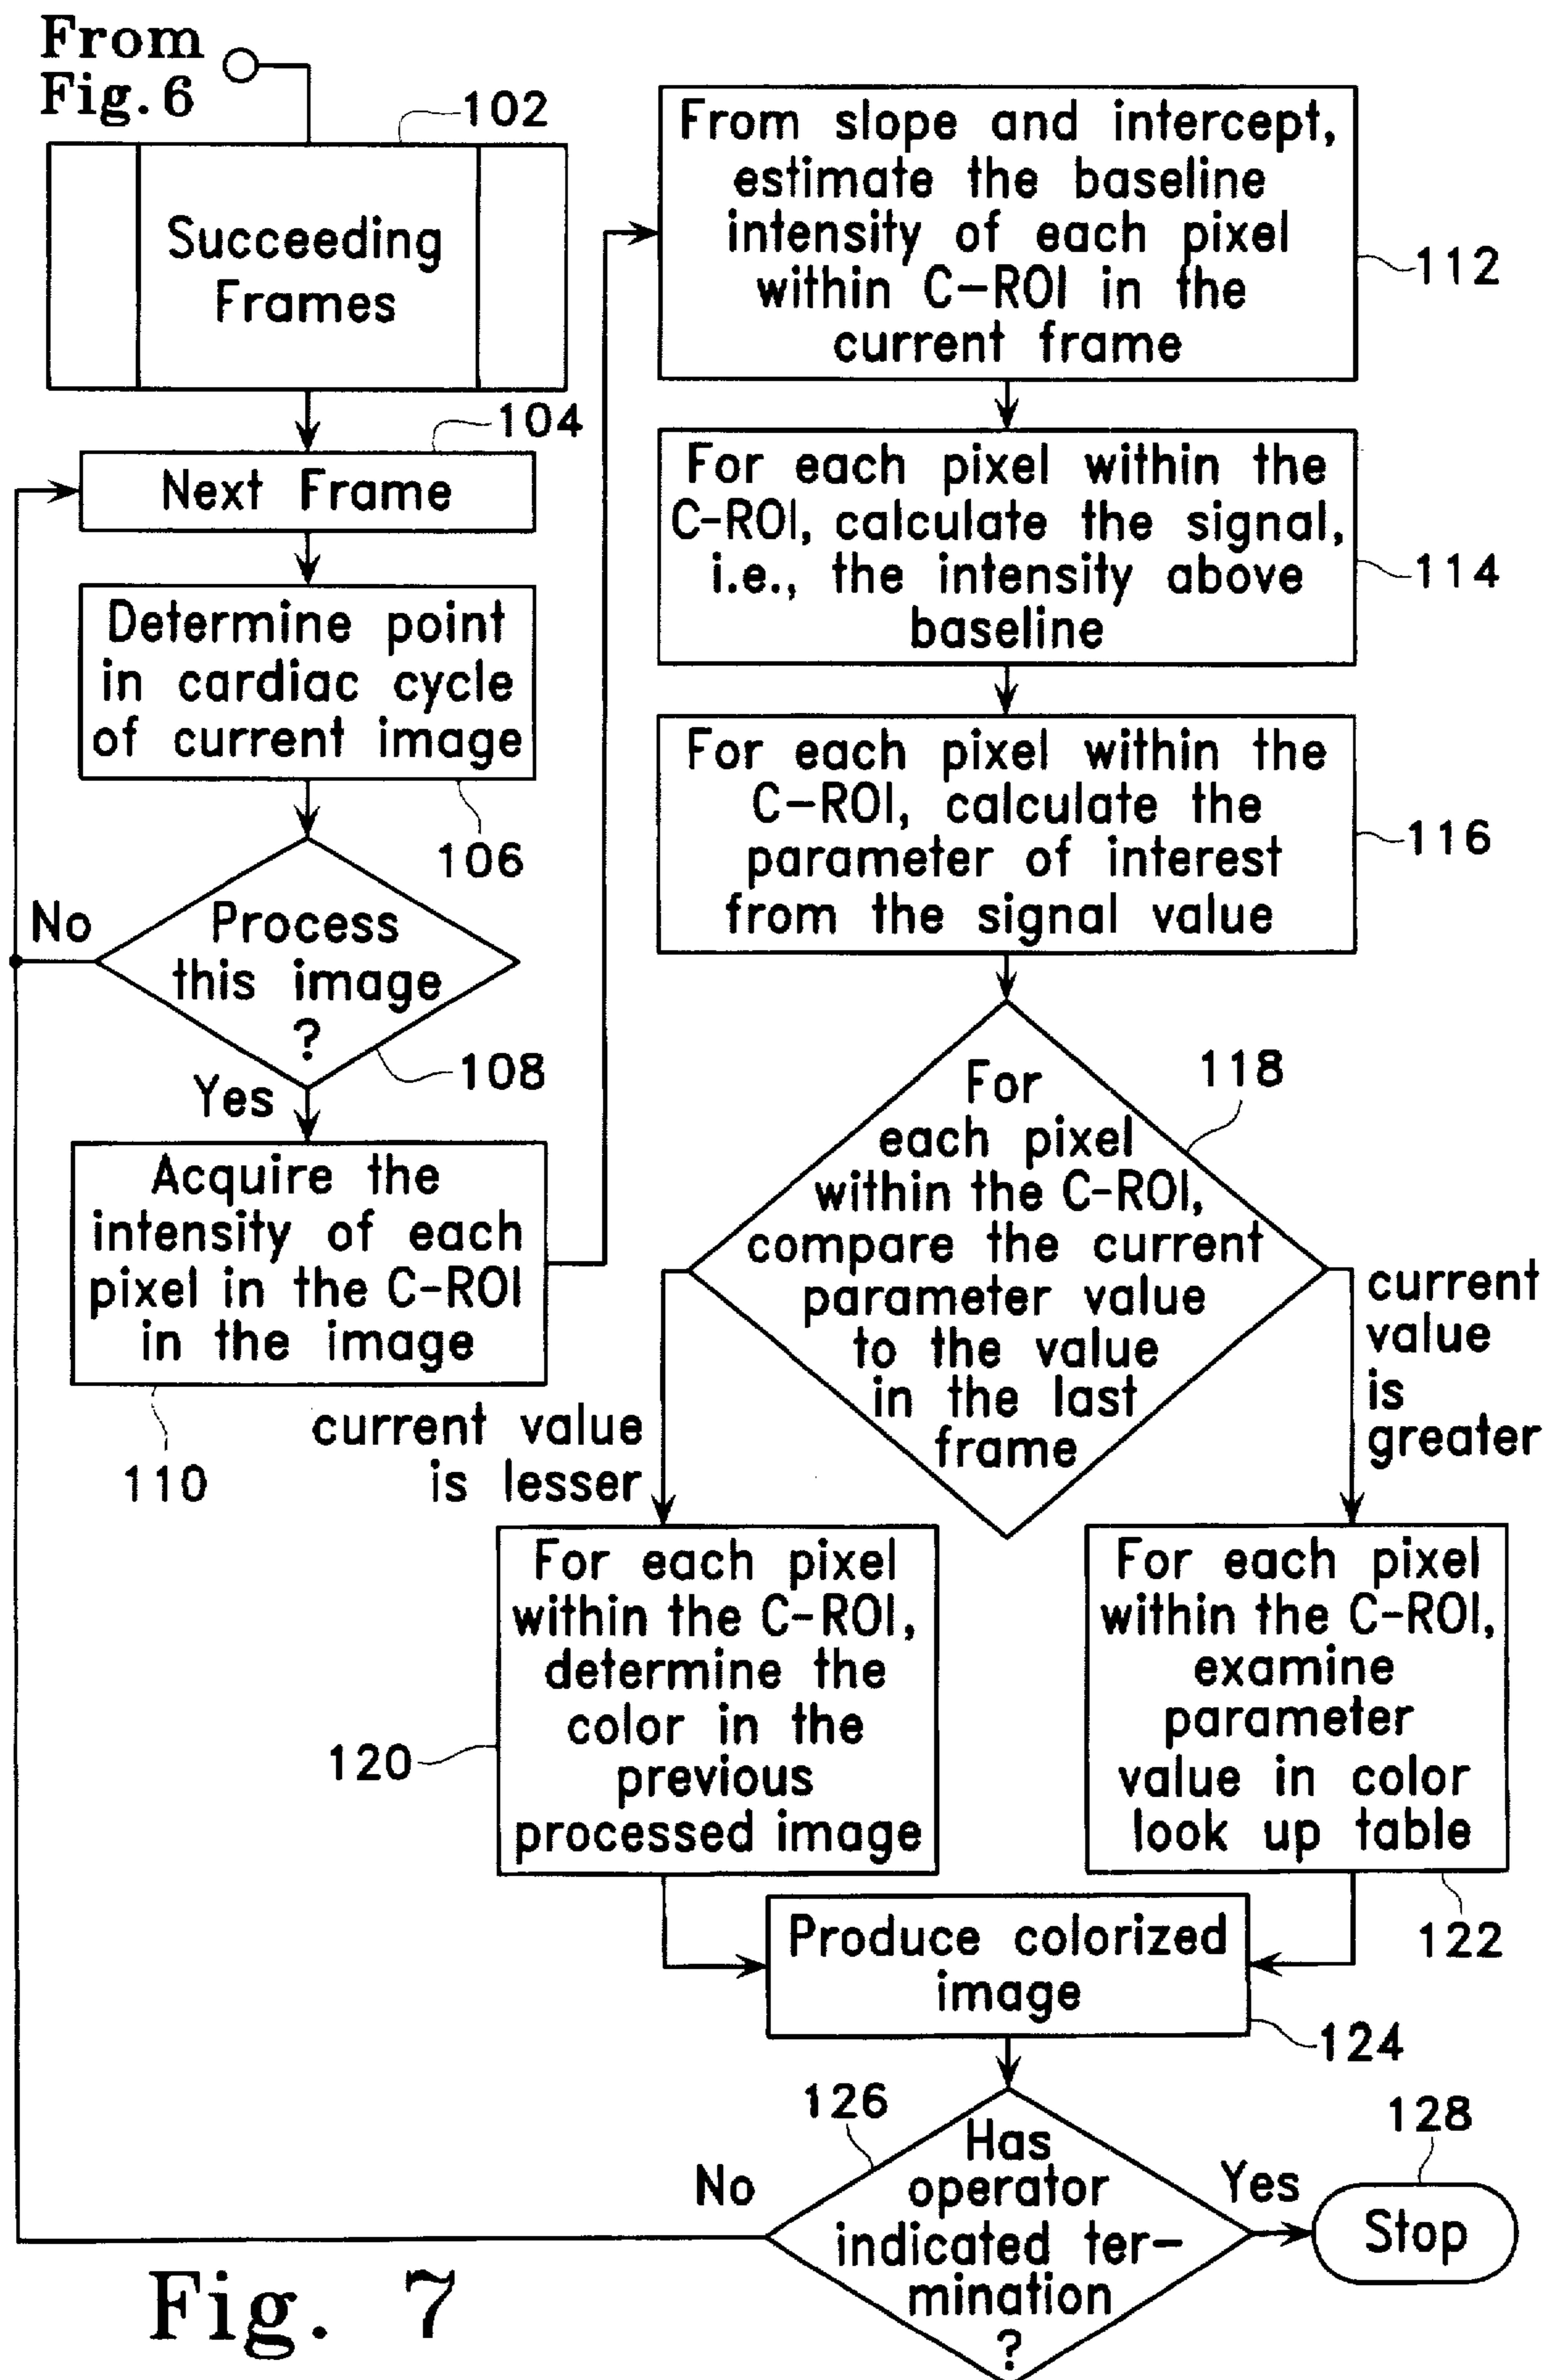 From
Fig. 6
102
Succeeding
Frames
104
Next Frame
Determine point
in cardiac cycle
of current image
106
No
Process
this image
?
108
Yes
Acquire the
intensity of each
pixel in the C-ROI
in the image
110
From slope and intercept,
estimate the baseline
intensity of each pixel
within C-ROI in the
current frame
112
For each pixel within the
C-ROI, calculate the signal,
i.e., the intensity above
baseline
114
For each pixel within the
C-ROI, calculate the
parameter of interest
from the signal value
116
For
each pixel
within the C-ROI,
compare the current
parameter value
to the value
in the last
frame
118
current value
is lesser
current
value
is
greater
For each pixel
within the C-ROI,
determine the
color in the
previous
processed image
120
For each pixel
within the C-ROI,
examine
parameter
value in color
look up table
122
Produce colorized
image
124
126
Has
operator
indicated ter-
mination
?
No
Yes
128
Stop
Fig. 7